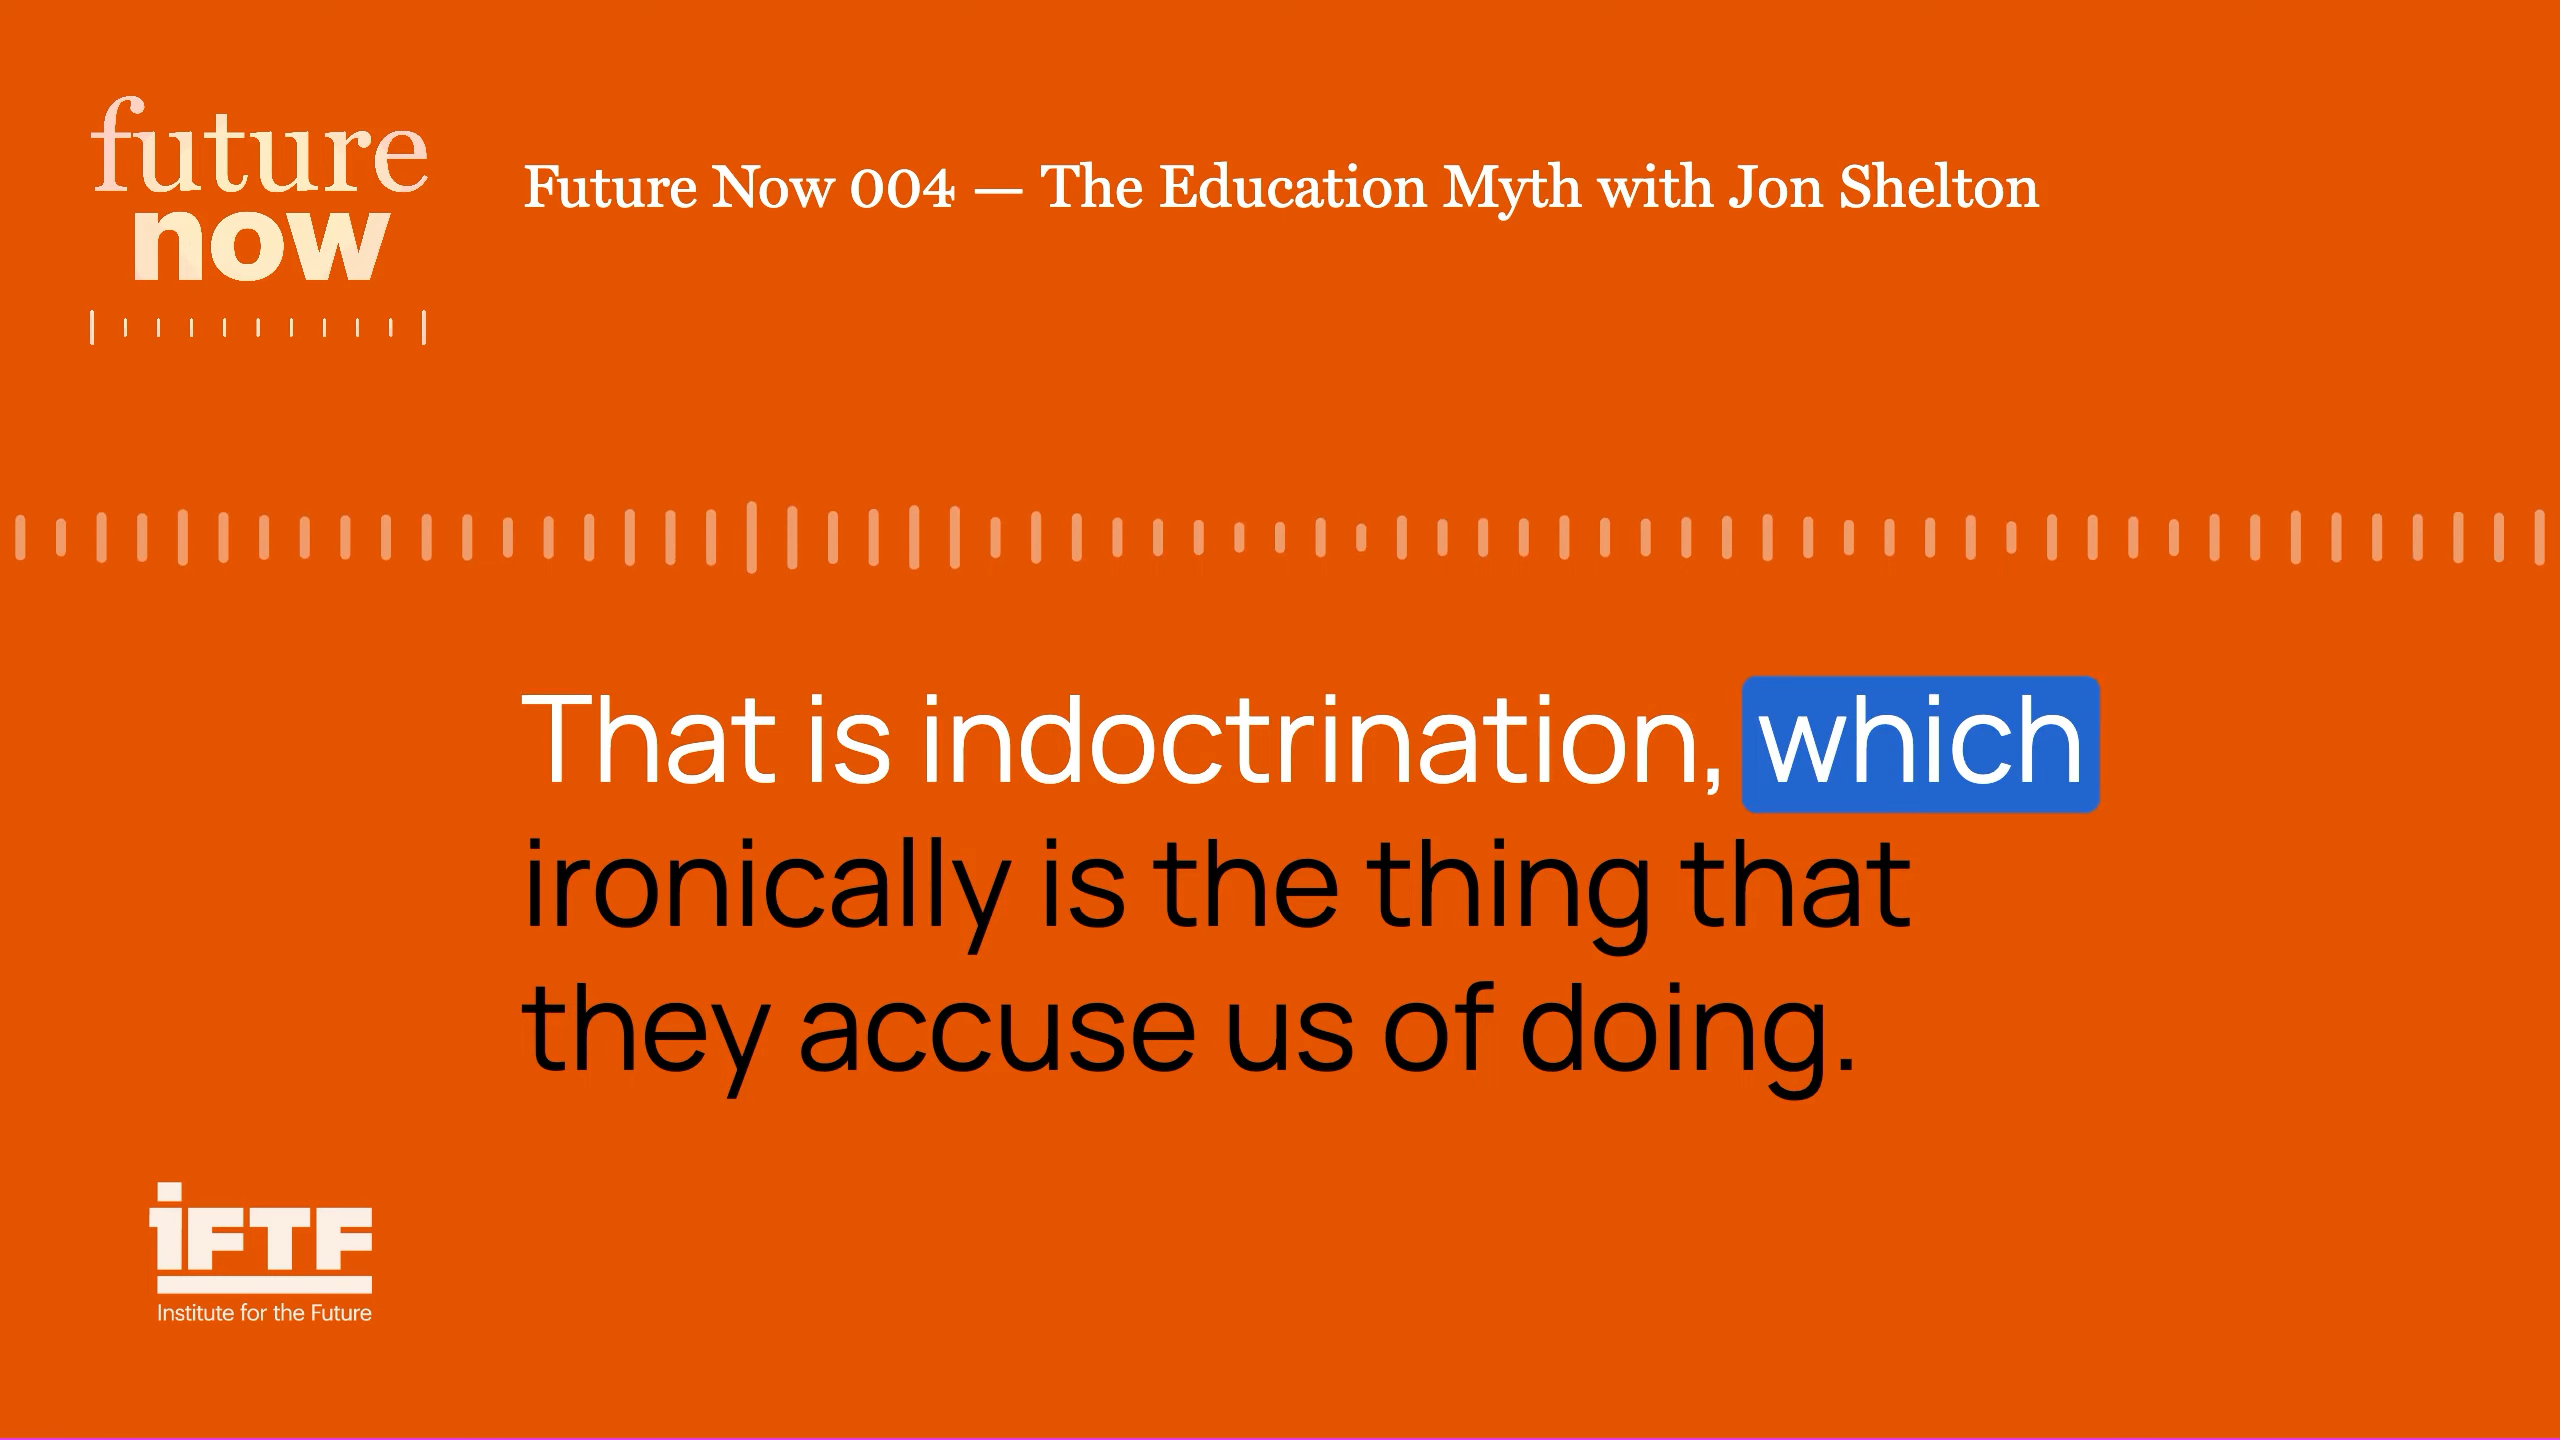 future
now
Future Now 004 — The Education Myth with Jon Shelton
That is indoctrination, which
ironically is the thing that
they accuse us of doing.
iFTF
Institute for the Future